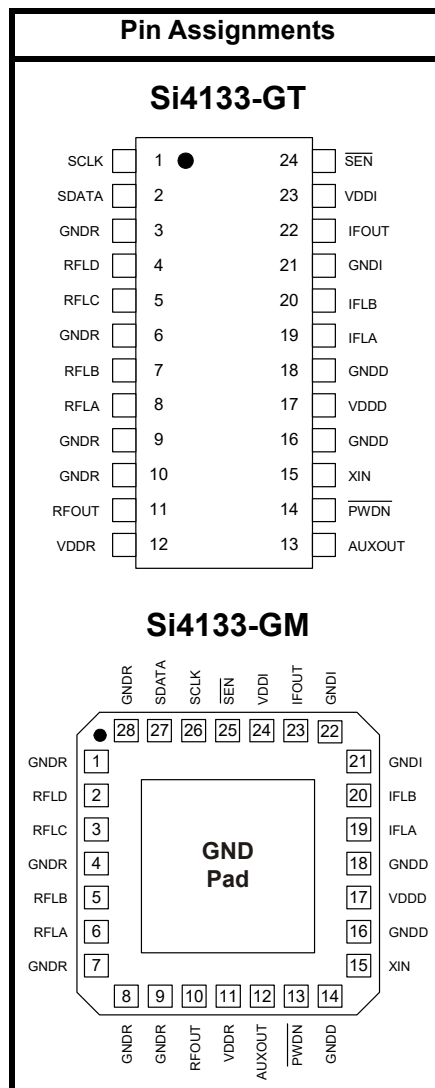 Pin Assignments
Si4133-GT
SCLK 1 24 SEN
SDATA 2 23 VDDI
GNDR 3 22 IFOUT
RFLD 4 21 GNDI
RFLC 5 20 IFLB
GNDR 6 19 IFLA
RFLB 7 18 GNDD
RFLA 8 17 VDDD
GNDR 9 16 GNDD
GNDR 10 15 XIN
RFOUT 11 14 PWDN
VDDR 12 13 AUXOUT
Si4133-GM
GNDR SDATA SCLK SEN VDDI IFOUT GNDI
28 27 26 25 24 23 22
GNDR 1 21 GNDI
RFLD 2 20 IFLB
RFLC 3 19 IFLA
GNDR 4 18 GNDD
RFLB 5 17 VDDD
RFLA 6 16 GNDD
GNDR 7 15 XIN
GND
Pad
8 9 10 11 12 13 14
GNDR GNDR RFOUT VDDR AUXOUT PWDN GNDD